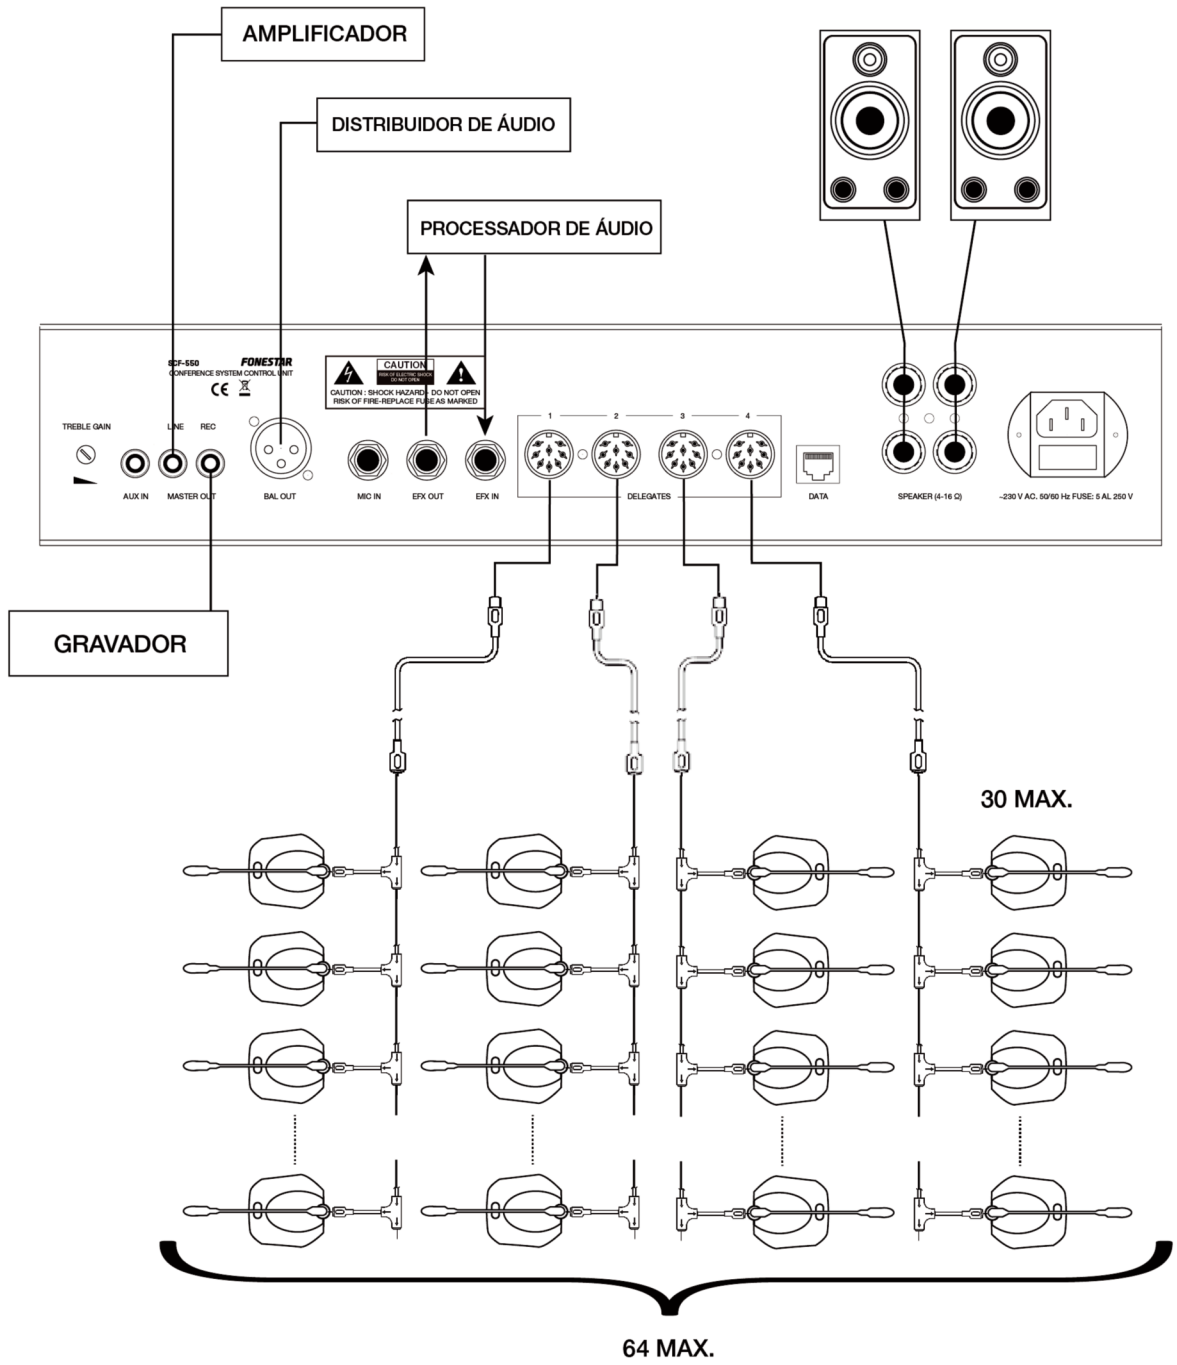 AMPLIFICADOR
DISTRIBUIDOR DE ÁUDIO
PROCESSADOR DE ÁUDIO
SCF-550
FONESTAR
CONFERENCE SYSTEM CONTROL UNIT
CE
CAUTION
RISK OF ELECTRIC SHOCK
DO NOT OPEN
CAUTION : SHOCK HAZARD - DO NOT OPEN
RISK OF FIRE-REPLACE FUSE AS MARKED
TREBLE GAIN
LINE
REC
1
2
3
4
AUX IN
MASTER OUT
BAL OUT
MIC IN
EFX OUT
EFX IN
DELEGATES
DATA
SPEAKER (4-16 Ω)
~230 V AC. 50/60 Hz FUSE: 5 AL 250 V
GRAVADOR
30 MAX.
64 MAX.